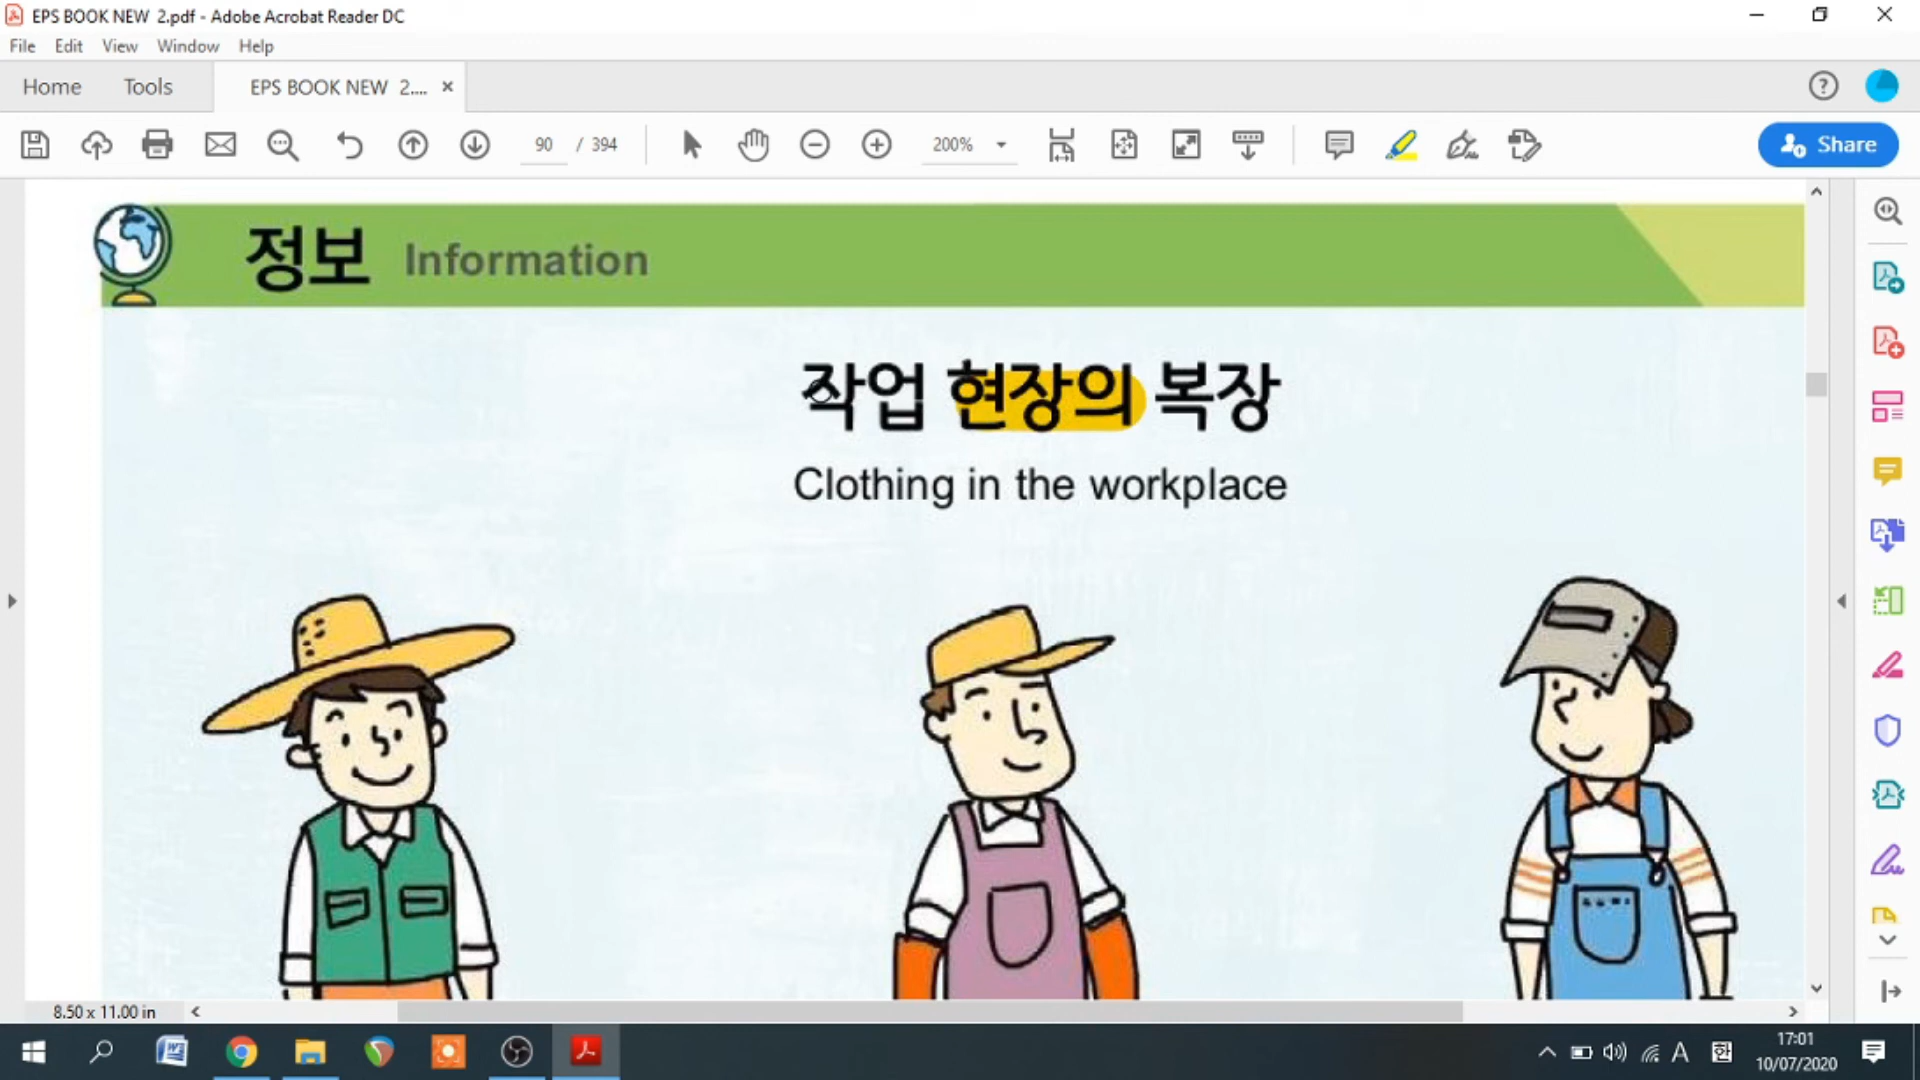 EPS BOOK NEW 2.pdf - Adobe Acrobat Reader DC
File Edit View Window Help
Home Tools EPS BOOK NEW 2.... ×
90 / 394 200% Share
정보 Information
작업 현장의 복장
Clothing in the workplace
8.50 x 11.00 in
A 한 17:01
10/07/2020